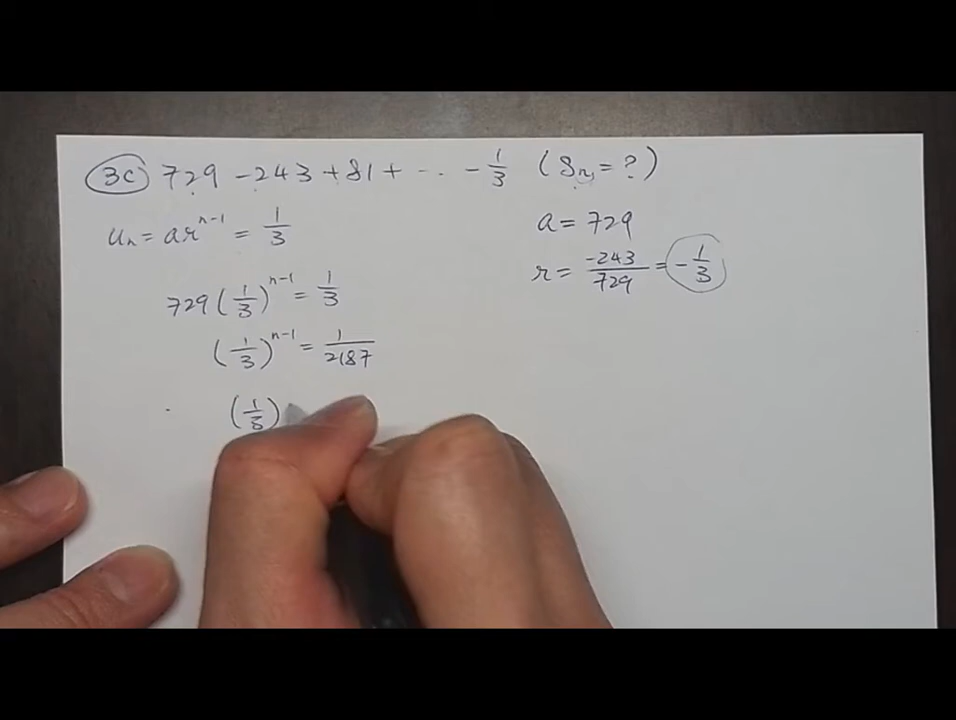 3c) 729 - 243 + 81 + ... - 1/3 (Sn = ?)
un = ar^(n-1) = 1/3
a = 729
r = -243/729 = -1/3
729(1/3)^(n-1) = 1/3
(1/3)^(n-1) = 1/2187
(1/3)